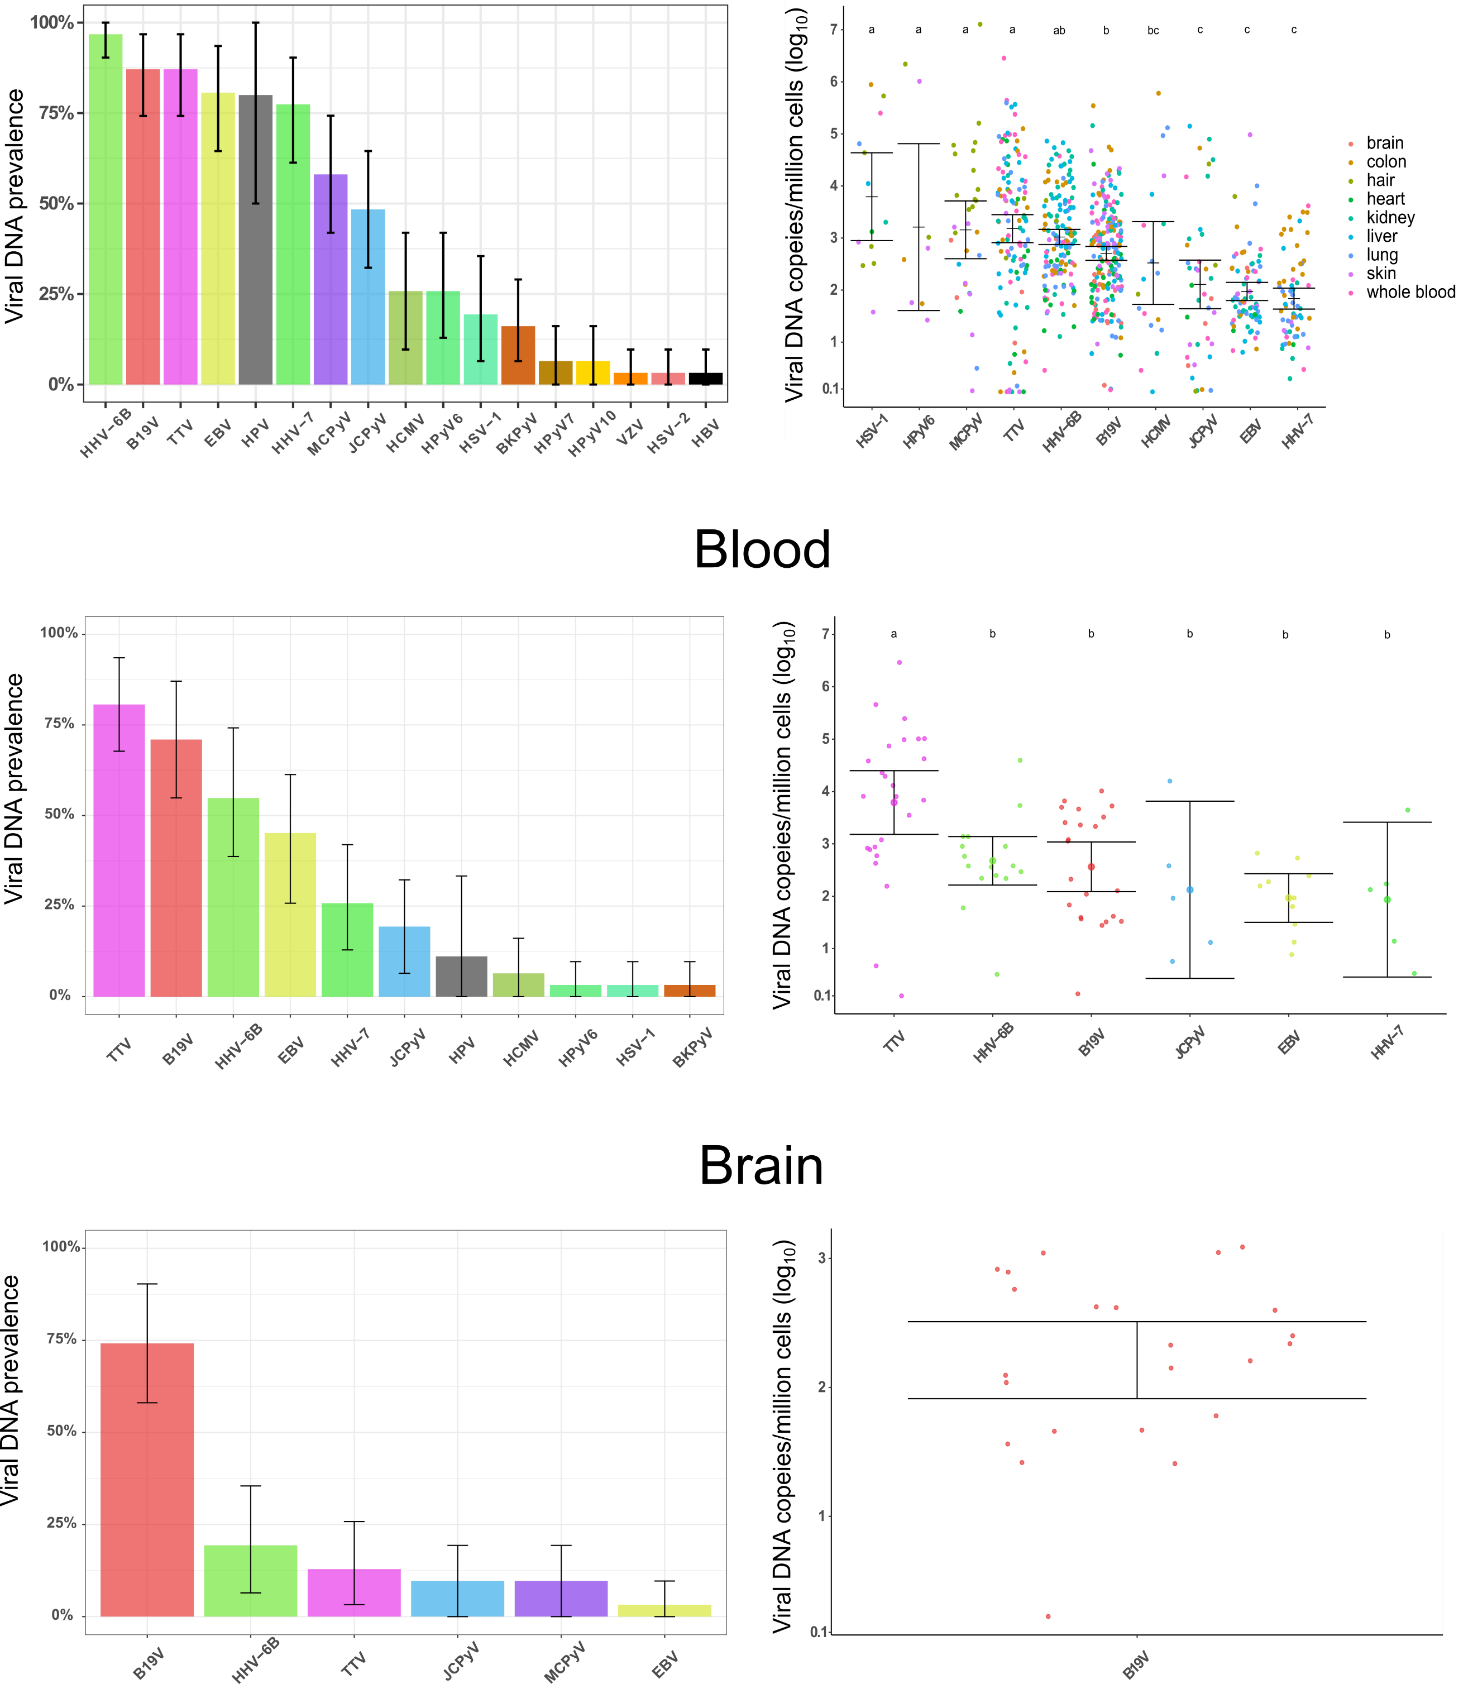 Viral DNA prevalence
100%
75%
50%
25%
0%
HHV-6B
B19V
TTV
EBV
HPV
HHV-7
MCPyV
JCPyV
HCMV
HPyV6
HSV-1
BKPyV
HPyV7
HPyV10
VZV
HSV-2
HBV
Viral DNA copeies/million cells (log10)
7
6
5
4
3
2
1
0.1
a a a a ab b bc c c c
HSV-1
HPyV6
MCPyV
TTV
HHV-6B
B19V
HCMV
JCPyV
EBV
HHV-7
brain
colon
hair
heart
kidney
liver
lung
skin
whole blood
Blood
Viral DNA prevalence
100%
75%
50%
25%
0%
TTV
B19V
HHV-6B
EBV
HHV-7
JCPyV
HPV
HCMV
HPyV6
HSV-1
BKPyV
Viral DNA copeies/million cells (log10)
7
6
5
4
3
2
1
0.1
a b b b b b
TTV
HHV-6B
B19V
JCPyV
EBV
HHV-7
Brain
Viral DNA prevalence
100%
75%
50%
25%
0%
B19V
HHV-6B
TTV
JCPyV
MCPyV
EBV
Viral DNA copeies/million cells (log10)
3
2
1
0.1
B19V